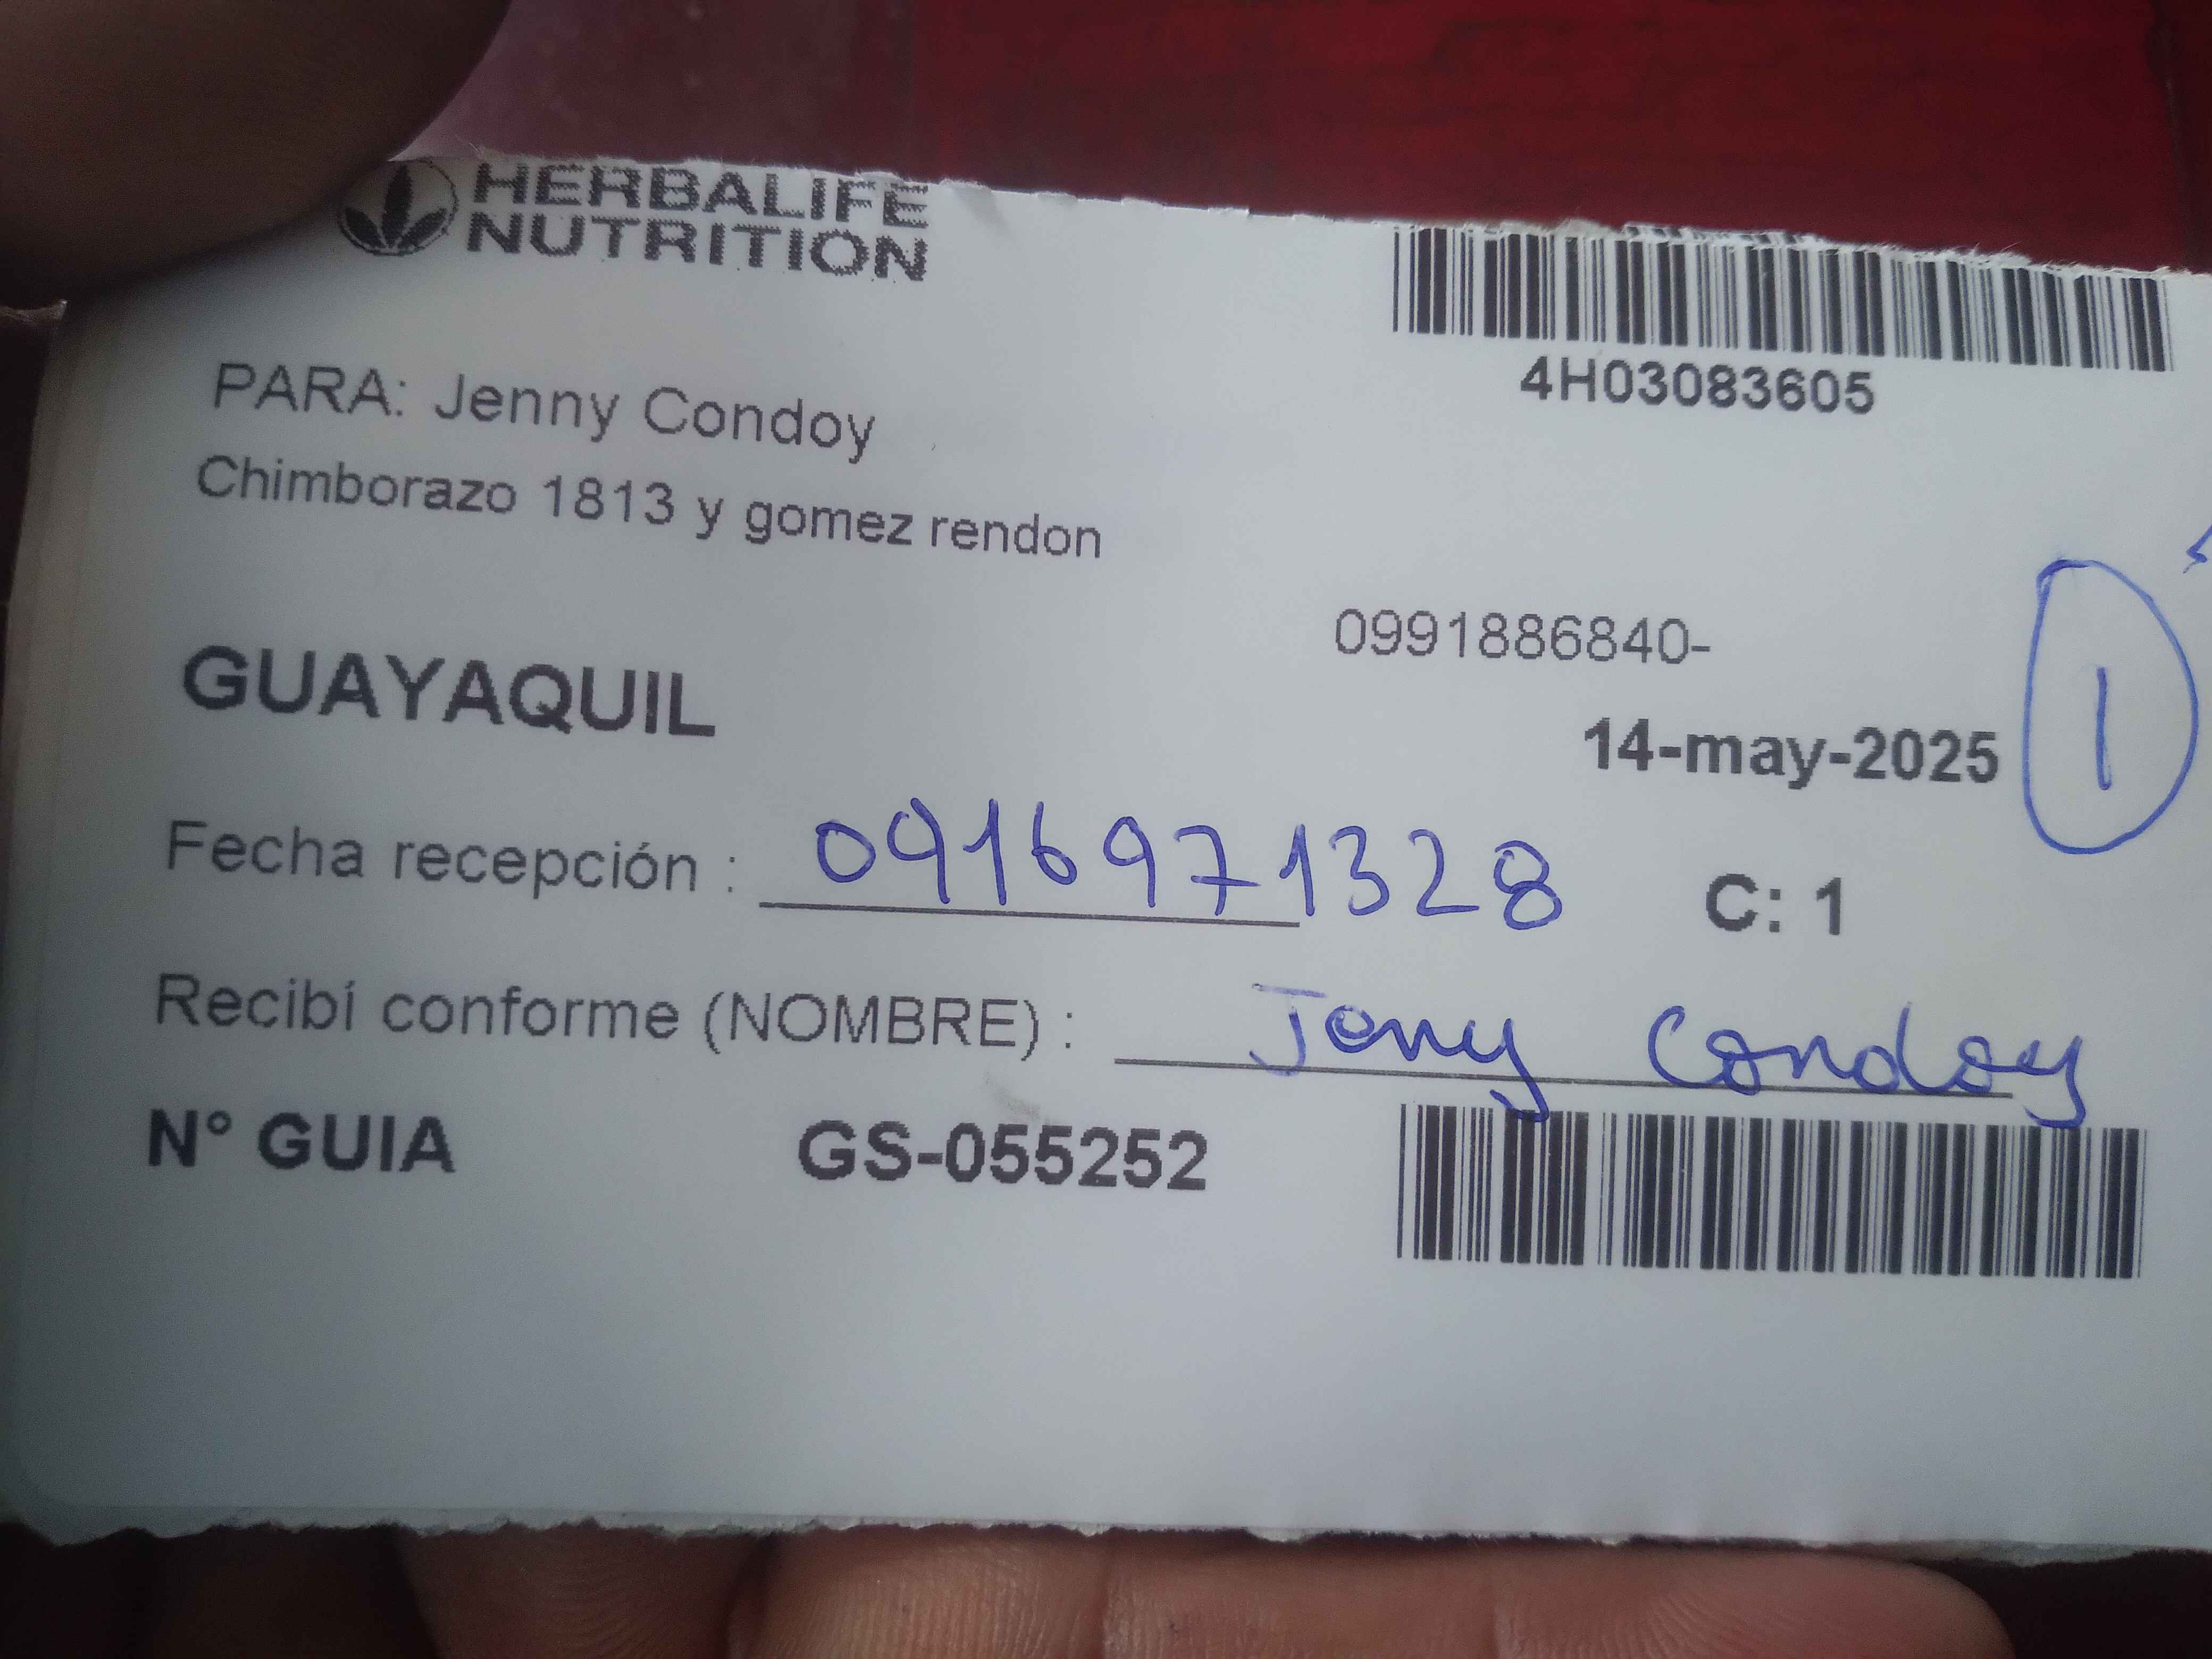 HERBALIFE
NUTRITION
4H03083605
PARA: Jenny Condoy
Chimborazo 1813 y gomez rendon
0991886840-
GUAYAQUIL
14-may-2025
1
Fecha recepción : 0916971328
C: 1
Recibí conforme (NOMBRE) : Jeny Condoy
N° GUIA GS-055252